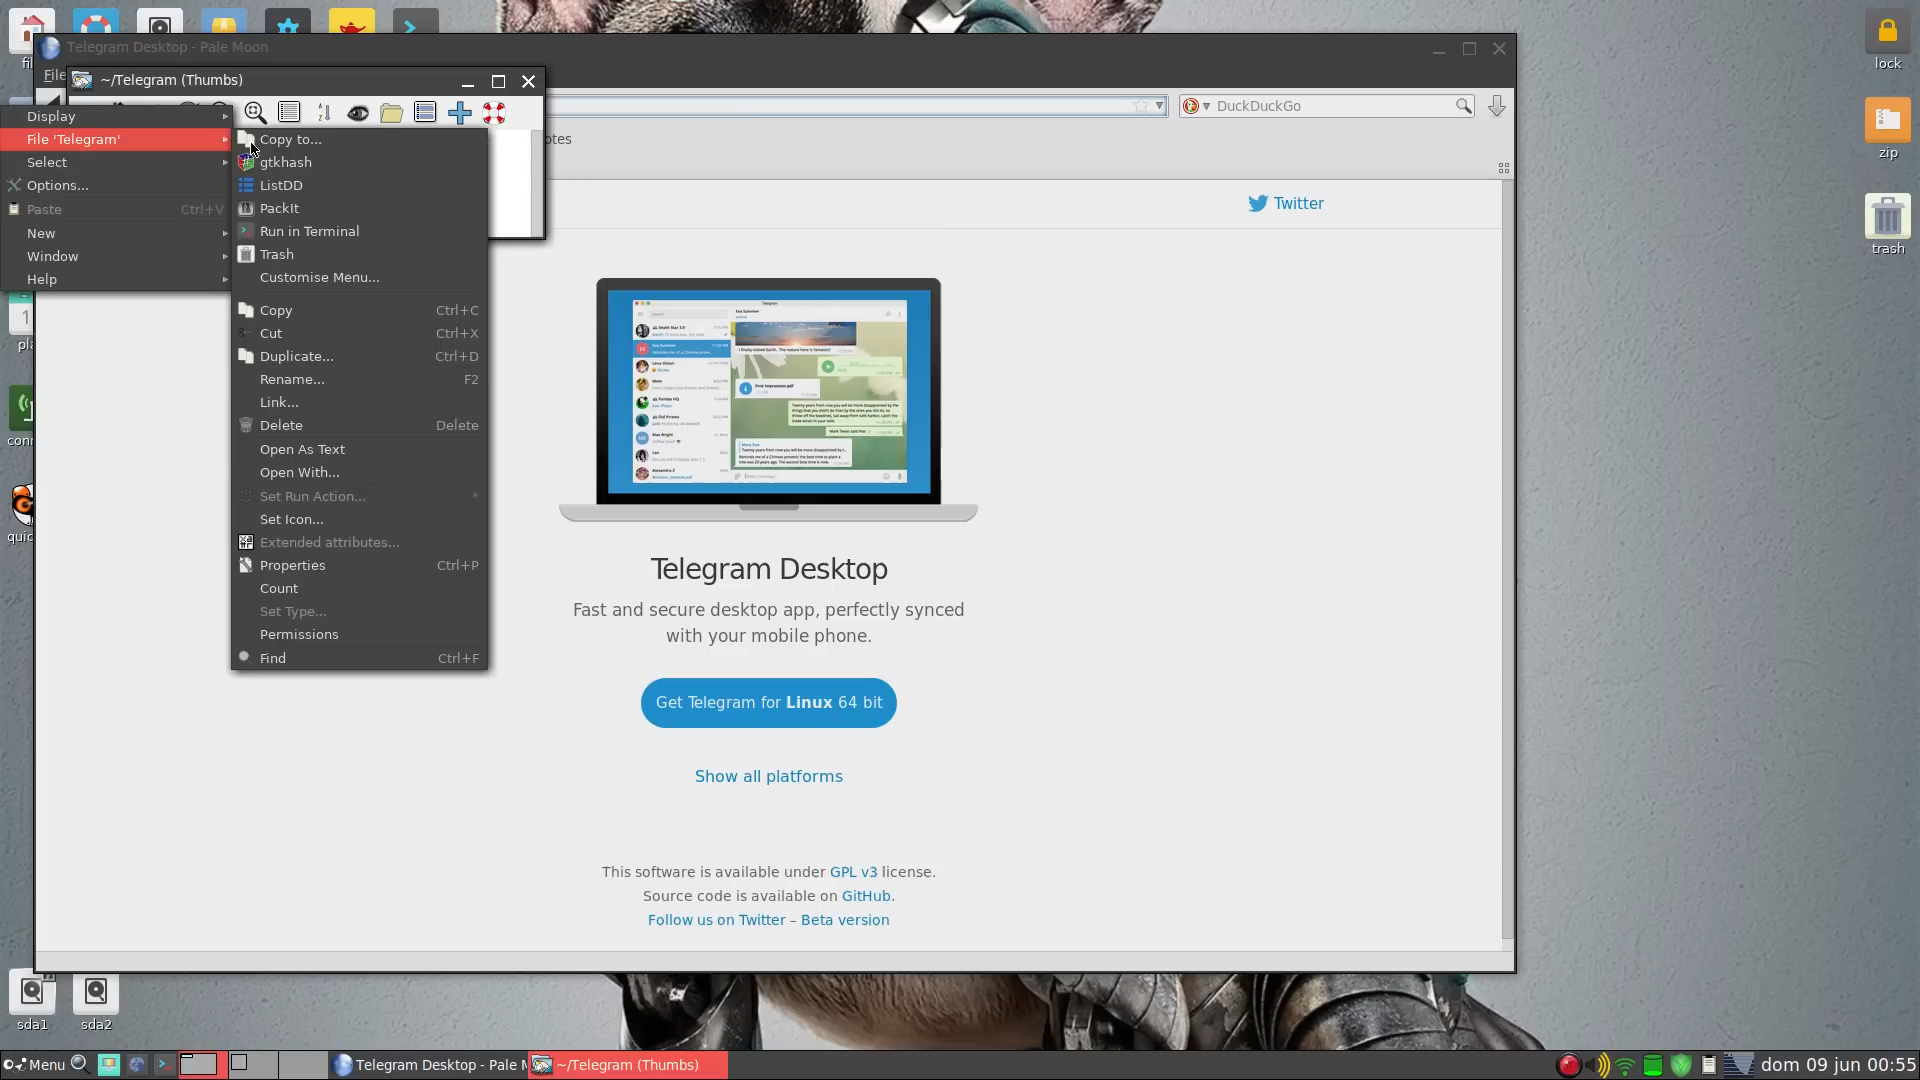 Telegram Desktop - Pale Moon
File
~/Telegram (Thumbs)
DuckDuckGo
lock
zip
trash
Display
File 'Telegram'
Select
Options...
Paste Ctrl+V
New
Window
Help
Copy to...
gtkhash
ListDD
PackIt
Run in Terminal
Trash
Customise Menu...
Copy Ctrl+C
Cut Ctrl+X
Duplicate... Ctrl+D
Rename... F2
Link...
Delete Delete
Open As Text
Open With...
Set Run Action... *
Set Icon...
Extended attributes...
Properties Ctrl+P
Count
Set Type...
Permissions
Find Ctrl+F
Twitter
Telegram Desktop
Fast and secure desktop app, perfectly synced
with your mobile phone.
Get Telegram for Linux 64 bit
Show all platforms
This software is available under GPL v3 license.
Source code is available on GitHub.
Follow us on Twitter – Beta version
sda1
sda2
Menu
Telegram Desktop - Pale M
~/Telegram (Thumbs)
dom 09 jun 00:55